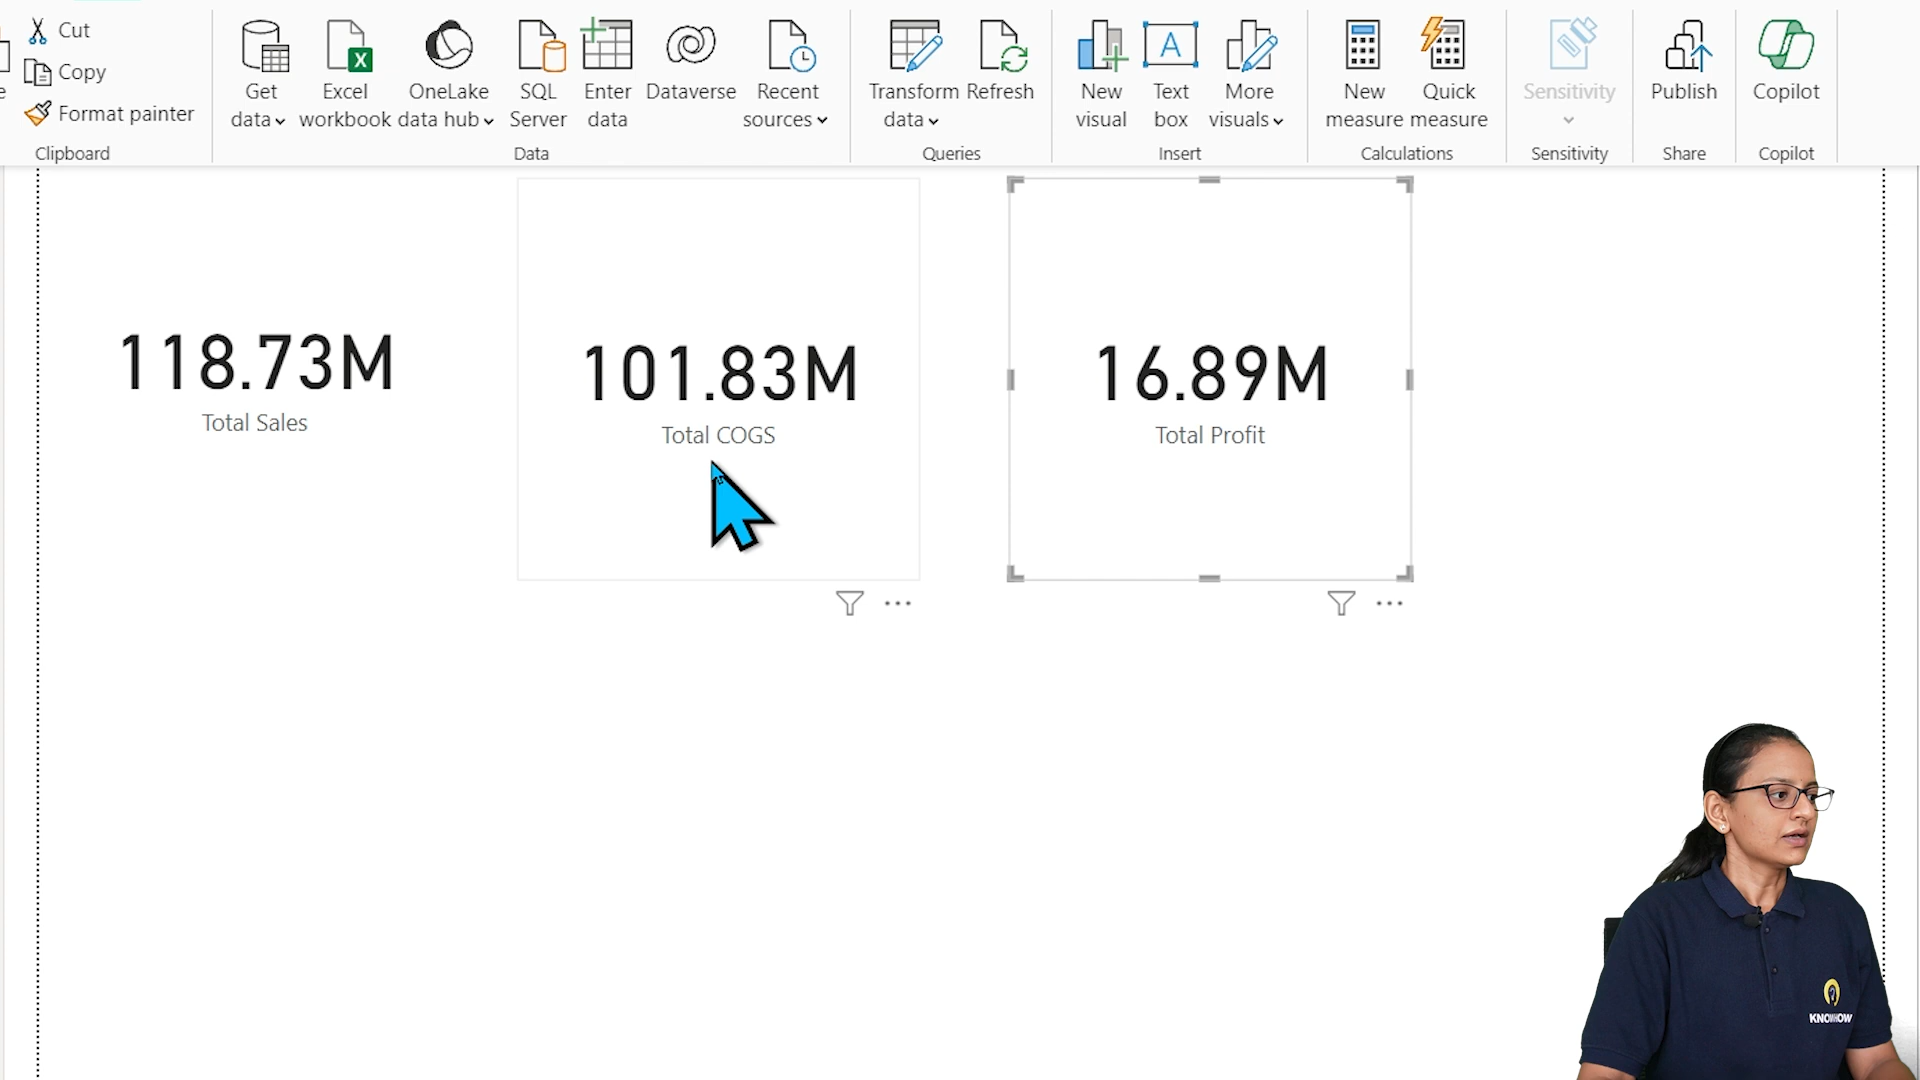 Cut
Copy
Format painter
Clipboard
Get data
Excel workbook
OneLake data hub
SQL Server
Enter data
Dataverse
Recent sources
Data
Transform data
Refresh
Queries
New visual
A
Text box
More visuals
Insert
New measure
Quick measure
Calculations
Sensitivity
Sensitivity
Publish
Share
Copilot
Copilot
118.73M
Total Sales
101.83M
Total COGS
16.89M
Total Profit
KNOWHOW